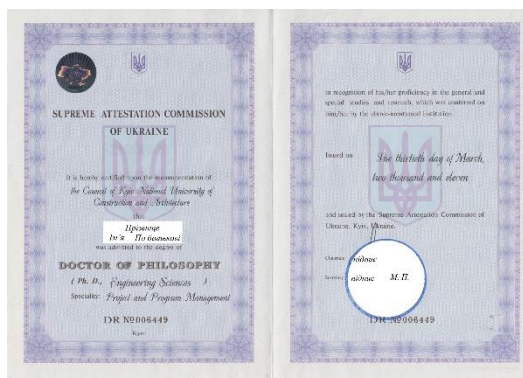 SUPREME ATTESTATION COMMISSION
OF UKRAINE
It is hereby certified upon the recommendation of
the Council of Kyiv National University of
Construction and Architecture
that
Прізвище
Ім'я По батькові
was admitted to the degree of
DOCTOR OF PHILOSOPHY
( Ph. D., Engineering Sciences )
Speciality: Project and Program Management
DR №006449
Kyiv
in recognition of his/her proficiency in the general and
special studies and research, which was conferred on
him/her by the above-mentioned institution.
Issued on The thirtieth day of March,
two thousand and eleven
and issued by the Supreme Attestation Commission of
Ukraine, Kyiv, Ukraine.
підпис
підпис М. П.
DR №006449